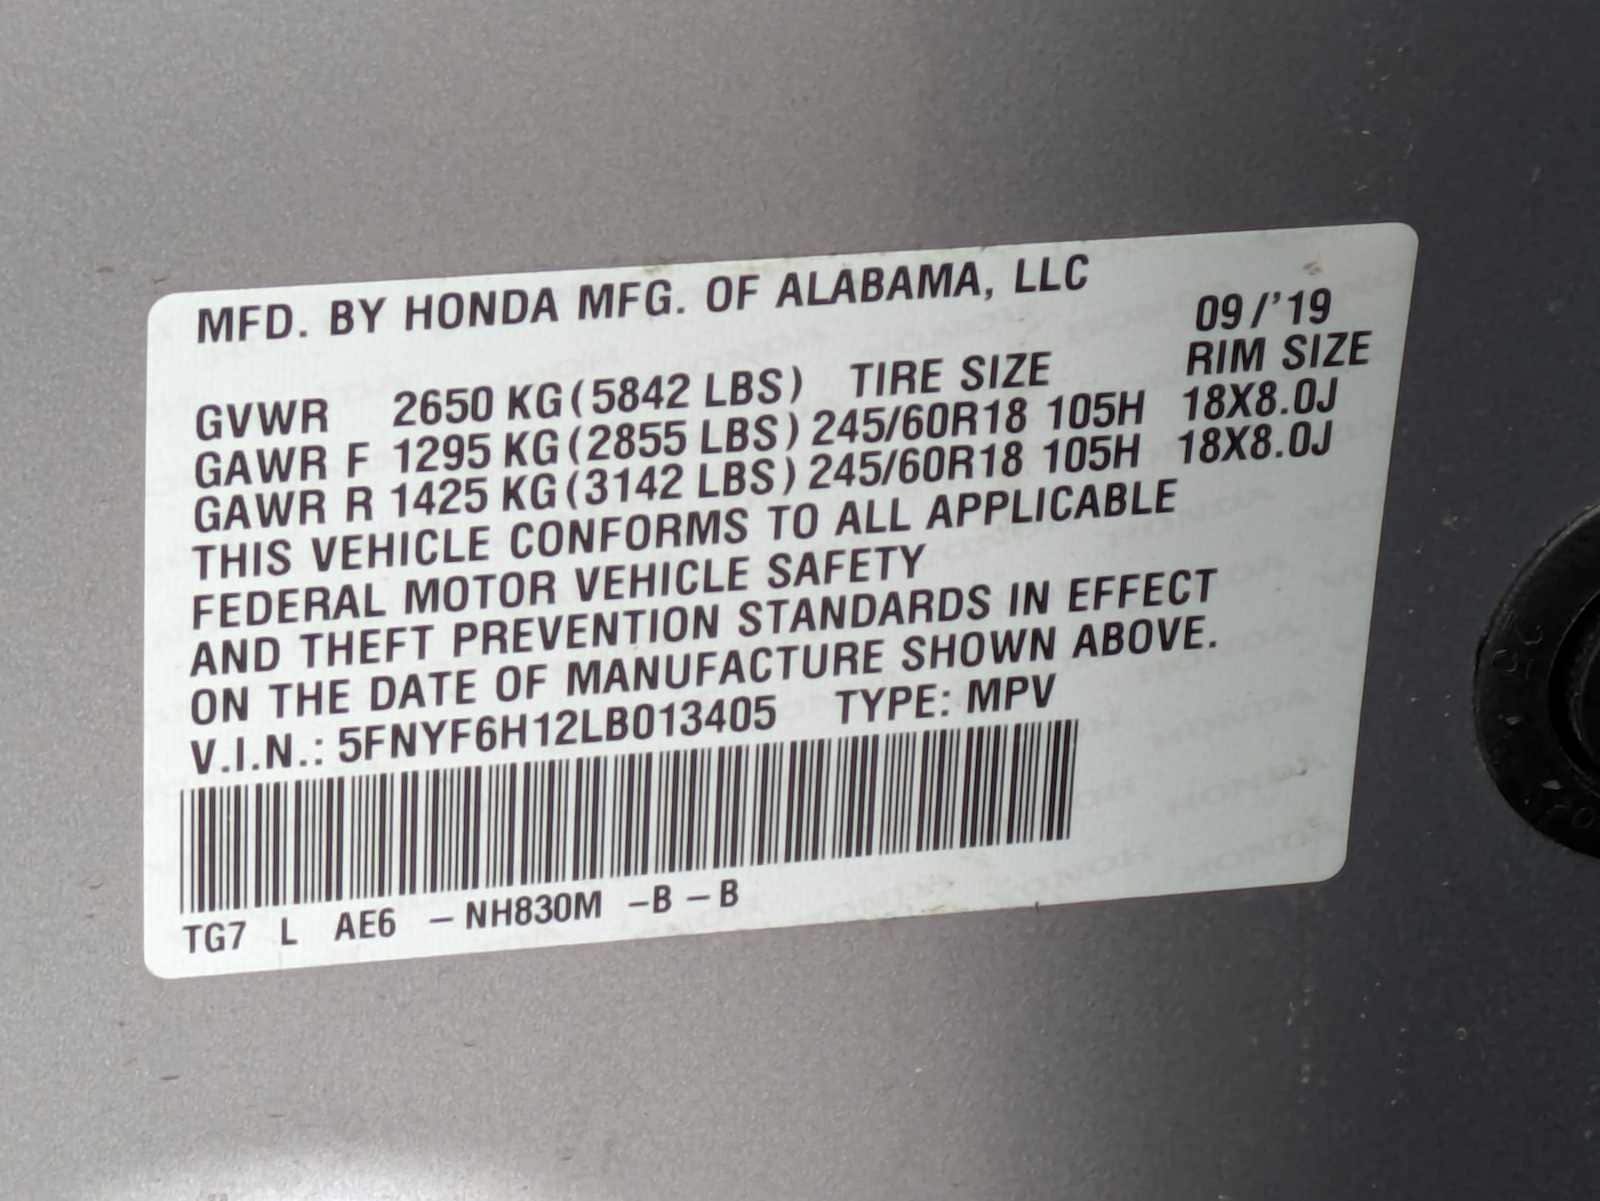 MFD. BY HONDA MFG. OF ALABAMA, LLC
09/'19
GVWR 2650 KG(5842 LBS) TIRE SIZE RIM SIZE
GAWR F 1295 KG(2855 LBS) 245/60R18 105H 18X8.0J
GAWR R 1425 KG(3142 LBS) 245/60R18 105H 18X8.0J
THIS VEHICLE CONFORMS TO ALL APPLICABLE
FEDERAL MOTOR VEHICLE SAFETY
AND THEFT PREVENTION STANDARDS IN EFFECT
ON THE DATE OF MANUFACTURE SHOWN ABOVE.
V.I.N.: 5FNYF6H12LB013405 TYPE: MPV
TG7 L AE6 –NH830M –B–B